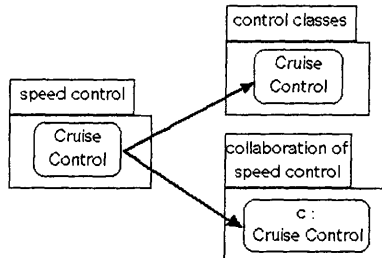 control classes
Cruise
Control
speed control
Cruise
Control
collaboration of
speed control
c :
Cruise Control